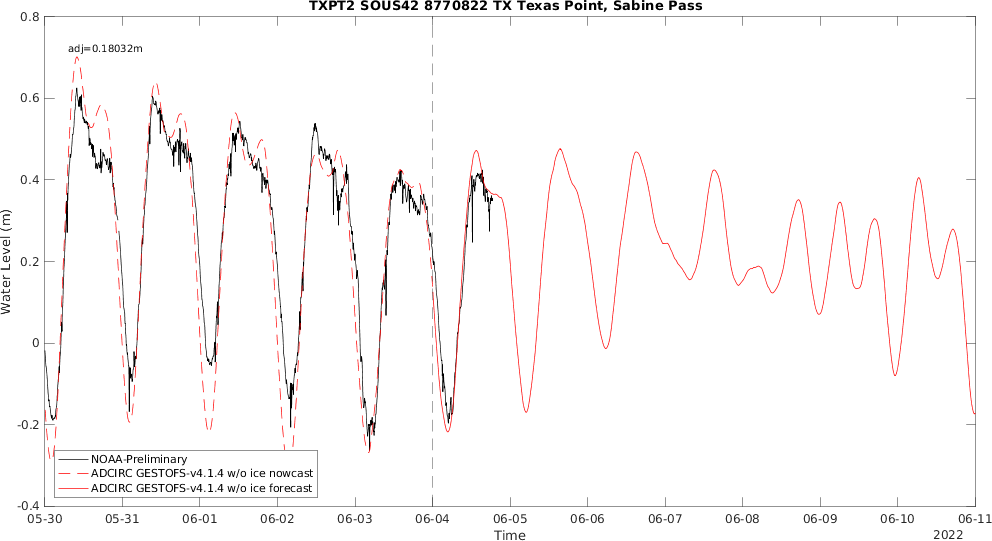 TXPT2 SOUS42 8770822 TX Texas Point, Sabine Pass
0.8
adj=0.18032m
0.6
0.4
0.2
0
-0.2
-0.4
Water Level (m)
NOAA-Preliminary
ADCIRC GESTOFS-v4.1.4 w/o ice nowcast
ADCIRC GESTOFS-v4.1.4 w/o ice forecast
05-30 05-31 06-01 06-02 06-03 06-04 06-05 06-06 06-07 06-08 06-09 06-10 06-11
Time
2022